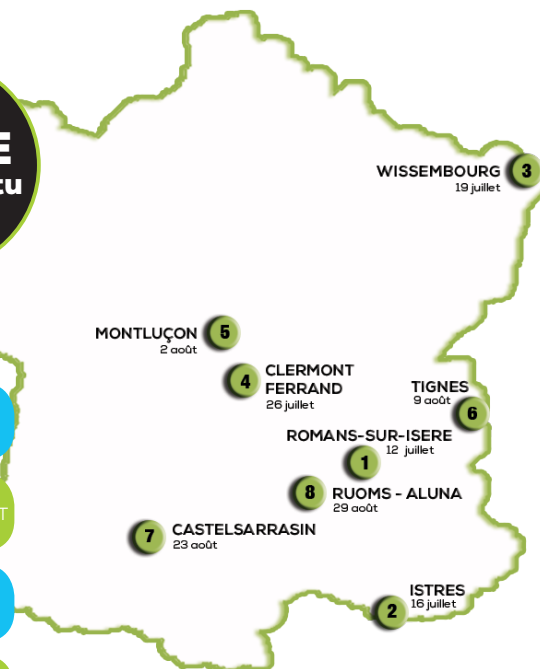 E
tu
WISSEMBOURG
19 juillet
3
MONTLUÇON
2 août
5
4
CLERMONT
FERRAND
26 juillet
TIGNES
9 août
6
ROMANS-SUR-ISERE
12 juillet
1
8
RUOMS - ALUNA
29 août
T
7
CASTELSARRASIN
23 août
ISTRES
16 juillet
2